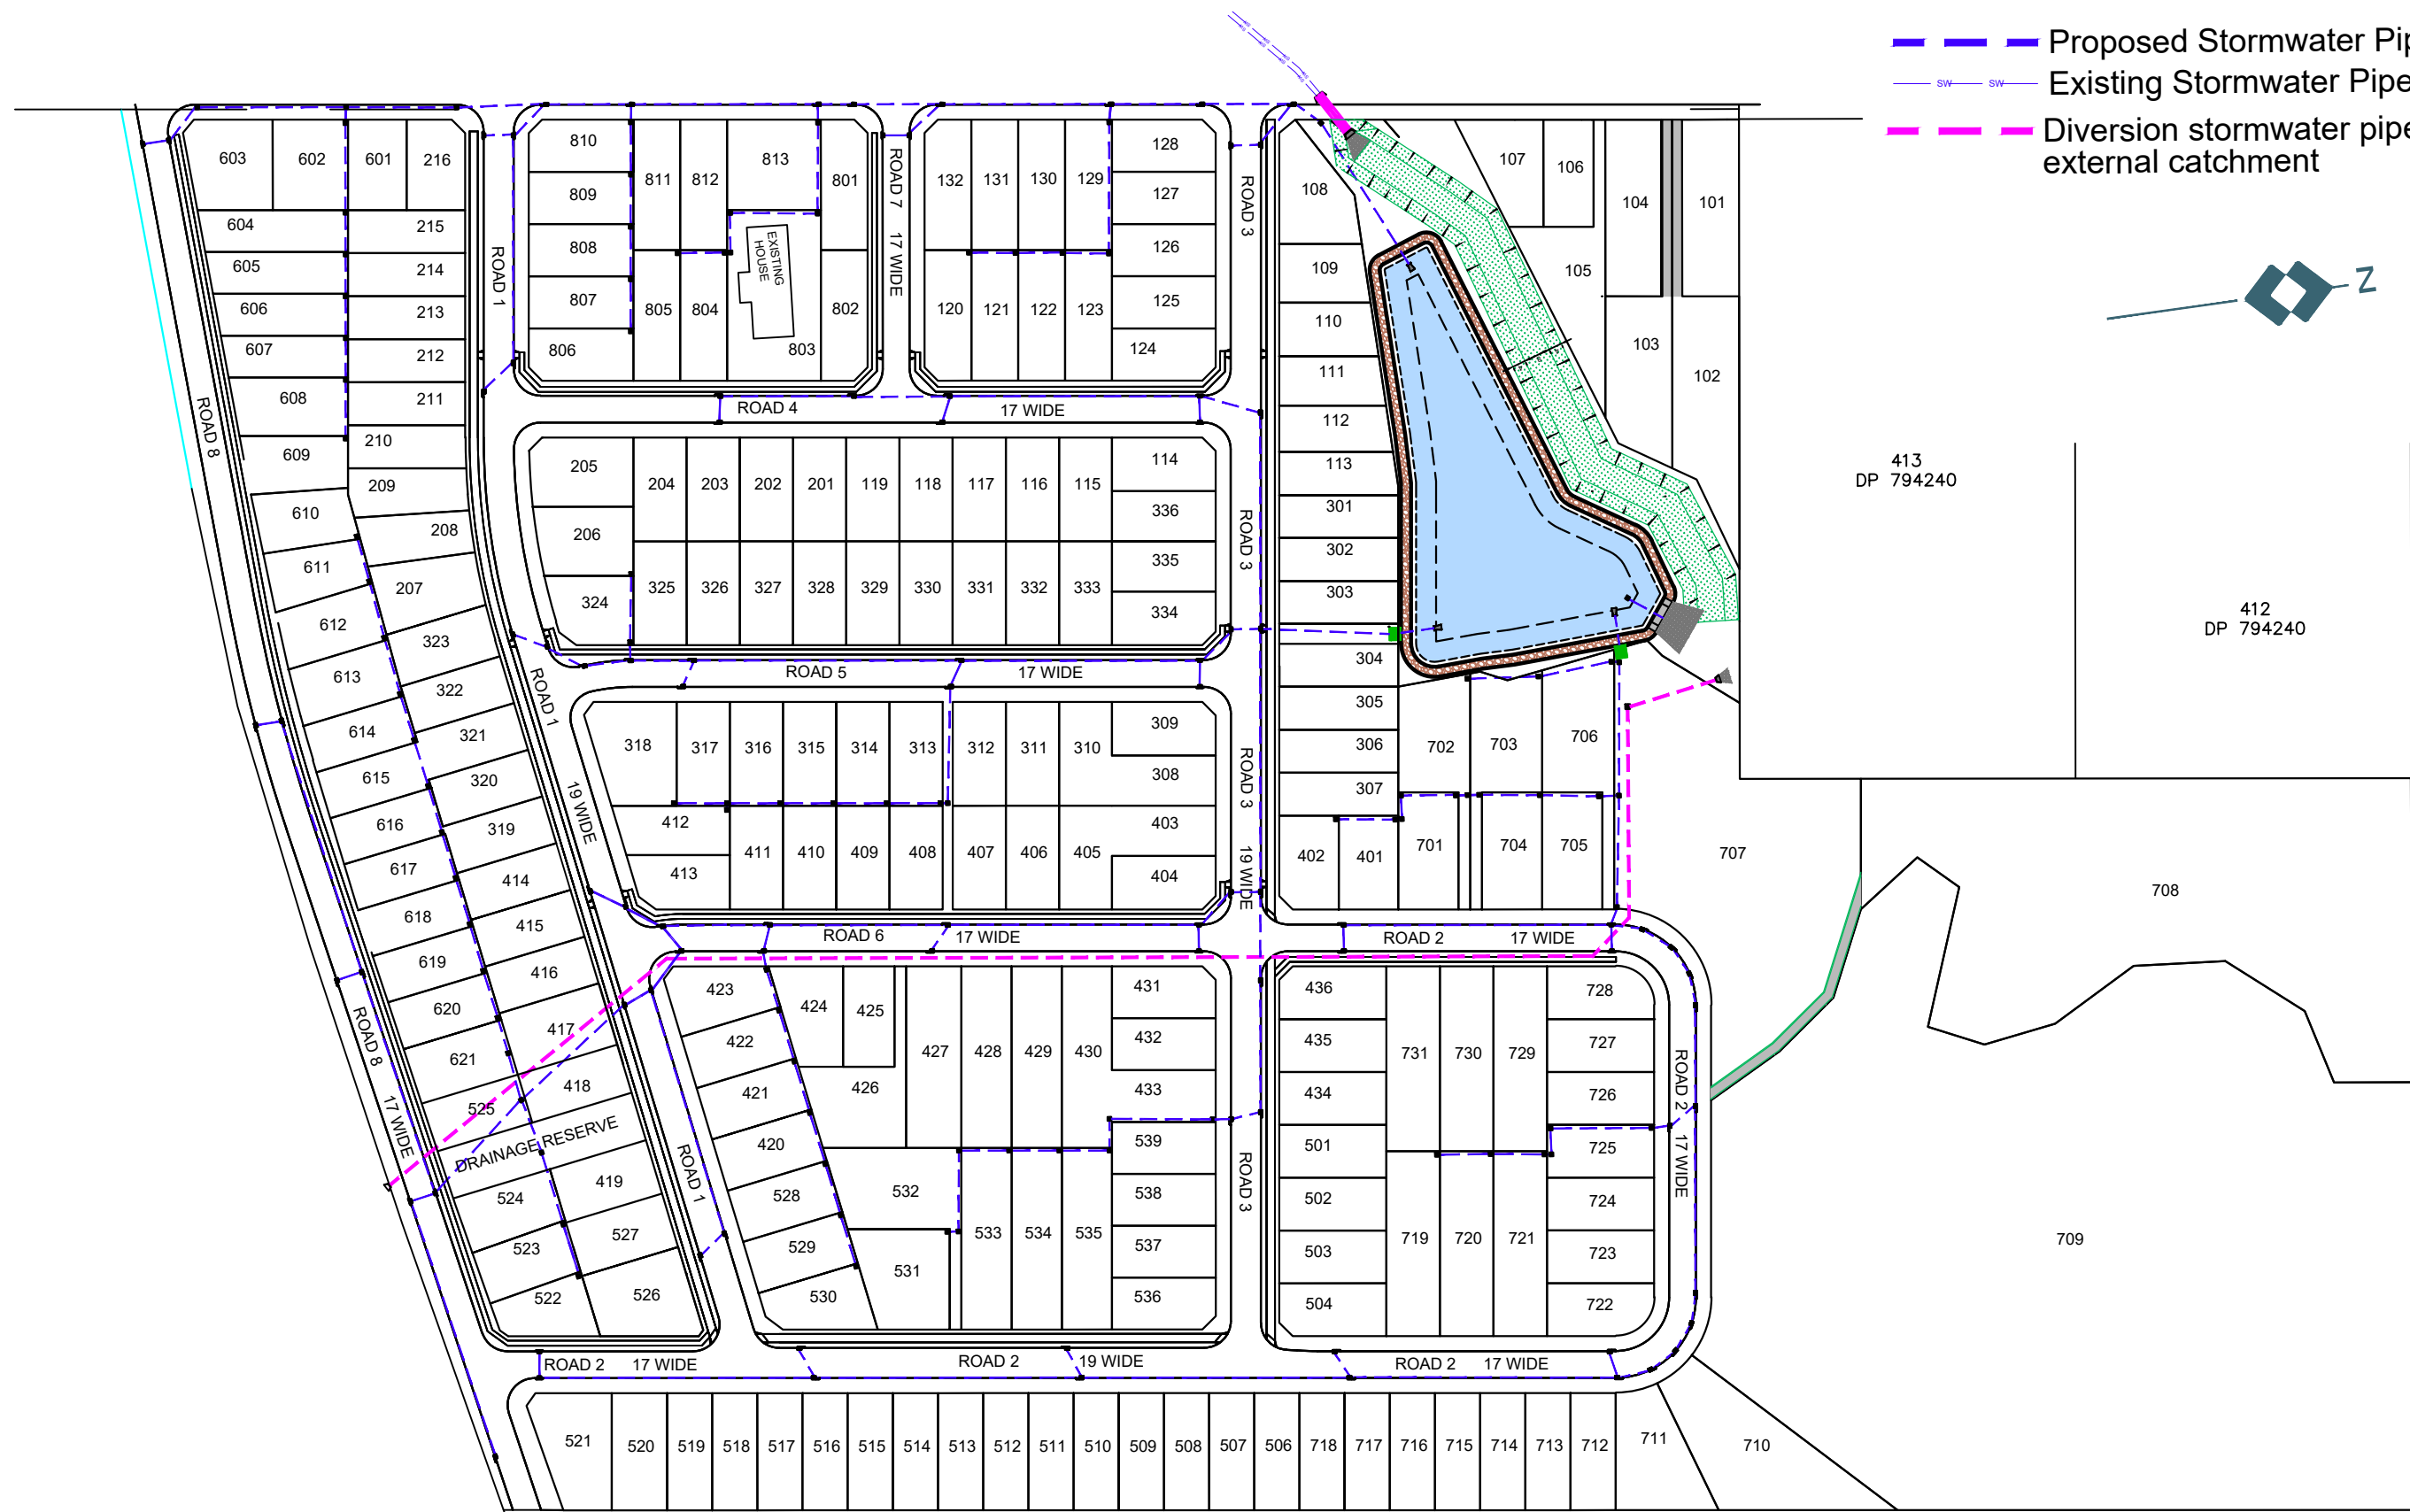 Proposed Stormwater Pip
SW SW Existing Stormwater Pipe
Diversion stormwater pipe
external catchment
Z
603 602 601 216
604 215
605 214
606 213
607 212
608 211
609 210
209
610 208
611 207
612 323
613 322
614 321
615 320
616 319
617 414
618 415
619 416
620 417
621 418
525
DRAINAGE RESERVE
524 419
523 527
522 526
ROAD 8
ROAD 8
17 WIDE
ROAD 1
ROAD 1
19 WIDE
ROAD 1
810 811 812 813 801
809
808
807 805 804 803 802
806
EXISTING
HOUSE
ROAD 7 17 WIDE
132 131 130 129 128
127
126
120 121 122 123 125
124
ROAD 3
ROAD 4 17 WIDE
205 204 203 202 201 119 118 117 116 115 114
206 336
324 325 326 327 328 329 330 331 332 333 335
334
ROAD 3
ROAD 5 17 WIDE
318 317 316 315 314 313 312 311 310 309
308
412 411 410 409 408 407 406 405 403
413 404
ROAD 3
19 WIDE
ROAD 6 17 WIDE
ROAD 2 17 WIDE
108
109
110
111
112
113
301
302
303
304
305
306
307
402 401 701 704 705
702 703 706
107 106 104 101
105
103 102
413
DP 794240
412
DP 794240
707
708
709
423 424 425 427 428 429 430 431
422 432
421 426 433
420 539
528 532 538
529 533 534 535 537
530 531 536
ROAD 3
436 731 730 729 728
435 727
434 726
501 725
502 724
503 719 720 721 723
504 722
ROAD 2 17 WIDE
ROAD 2 17 WIDE
ROAD 2 19 WIDE
ROAD 2 17 WIDE
521 520 519 518 517 516 515 514 513 512 511 510 509 508 507 506 718 717 716 715 714 713 712 711 710